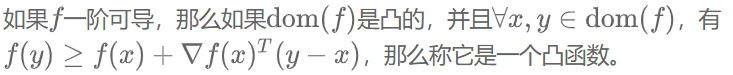 如果f一阶可导，那么如果dom(f)是凸的，并且∀x, y ∈ dom(f)，有
f(y) ≥ f(x) + ∇f(x)ᵀ(y − x)，那么称它是一个凸函数。